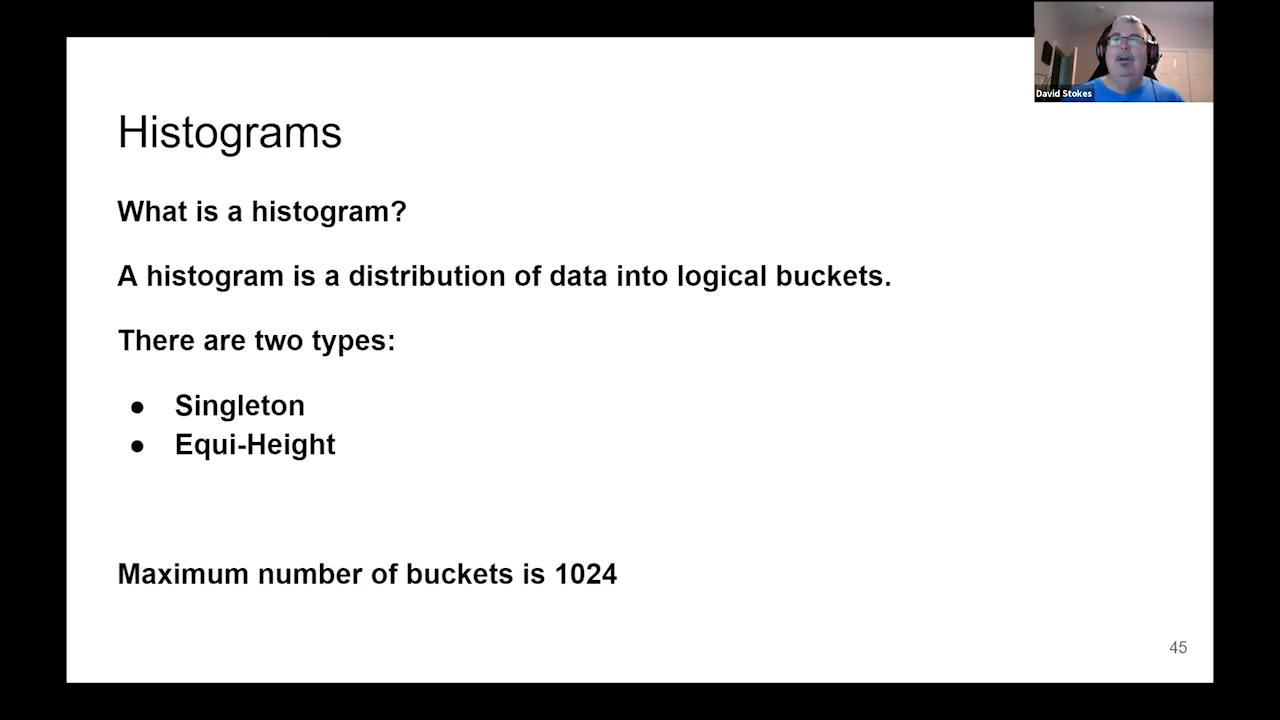 David Stokes
Histograms
What is a histogram?
A histogram is a distribution of data into logical buckets.
There are two types:
● Singleton
● Equi-Height
Maximum number of buckets is 1024
45